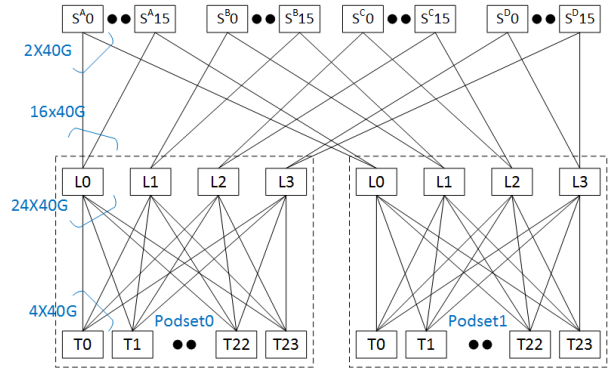 S^A0 S^A15 S^B0 S^B15 S^C0 S^C15 S^D0 S^D15
2X40G
16x40G
L0 L1 L2 L3 L0 L1 L2 L3
24X40G
4X40G Podset0 Podset1
T0 T1 T22 T23 T0 T1 T22 T23